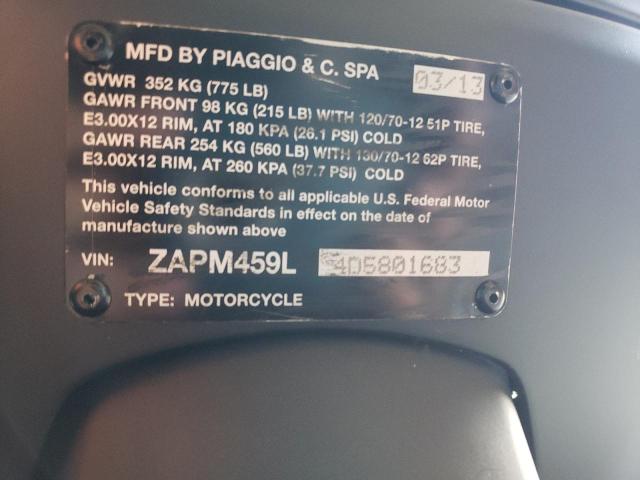 MFD BY PIAGGIO & C. SPA 03/13
GVWR 352 KG (775 LB)
GAWR FRONT 98 KG (215 LB) WITH 120/70-12 51P TIRE,
E3.00X12 RIM, AT 180 KPA (26.1 PSI) COLD
GAWR REAR 254 KG (560 LB) WITH 130/70-12 62P TIRE,
E3.00X12 RIM, AT 260 KPA (37.7 PSI) COLD
This vehicle conforms to all applicable U.S. Federal Motor
Vehicle Safety Standards in effect on the date of
manufacture shown above
VIN: ZAPM459L 4D5801683
TYPE: MOTORCYCLE